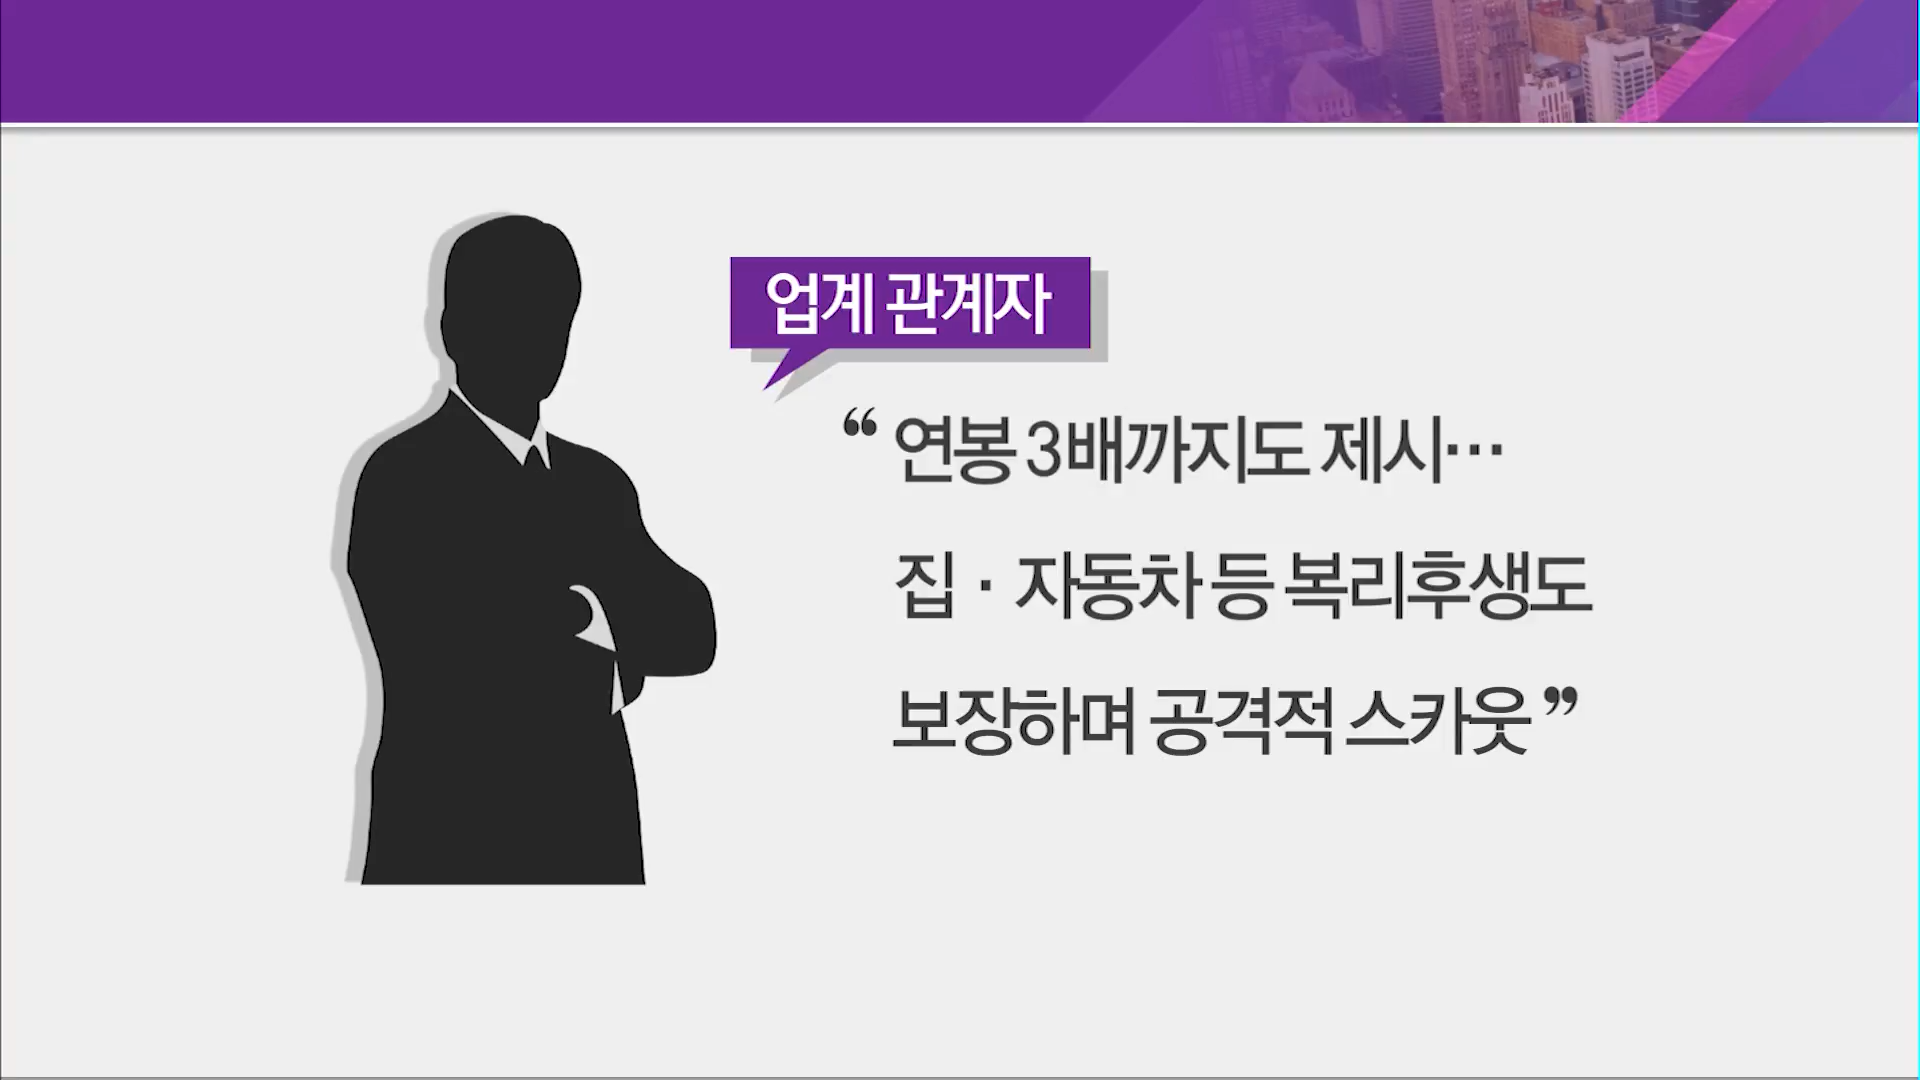 업계 관계자
“ 연봉 3배까지도 제시…
집 · 자동차 등 복리후생도
보장하며 공격적 스카웃 ”